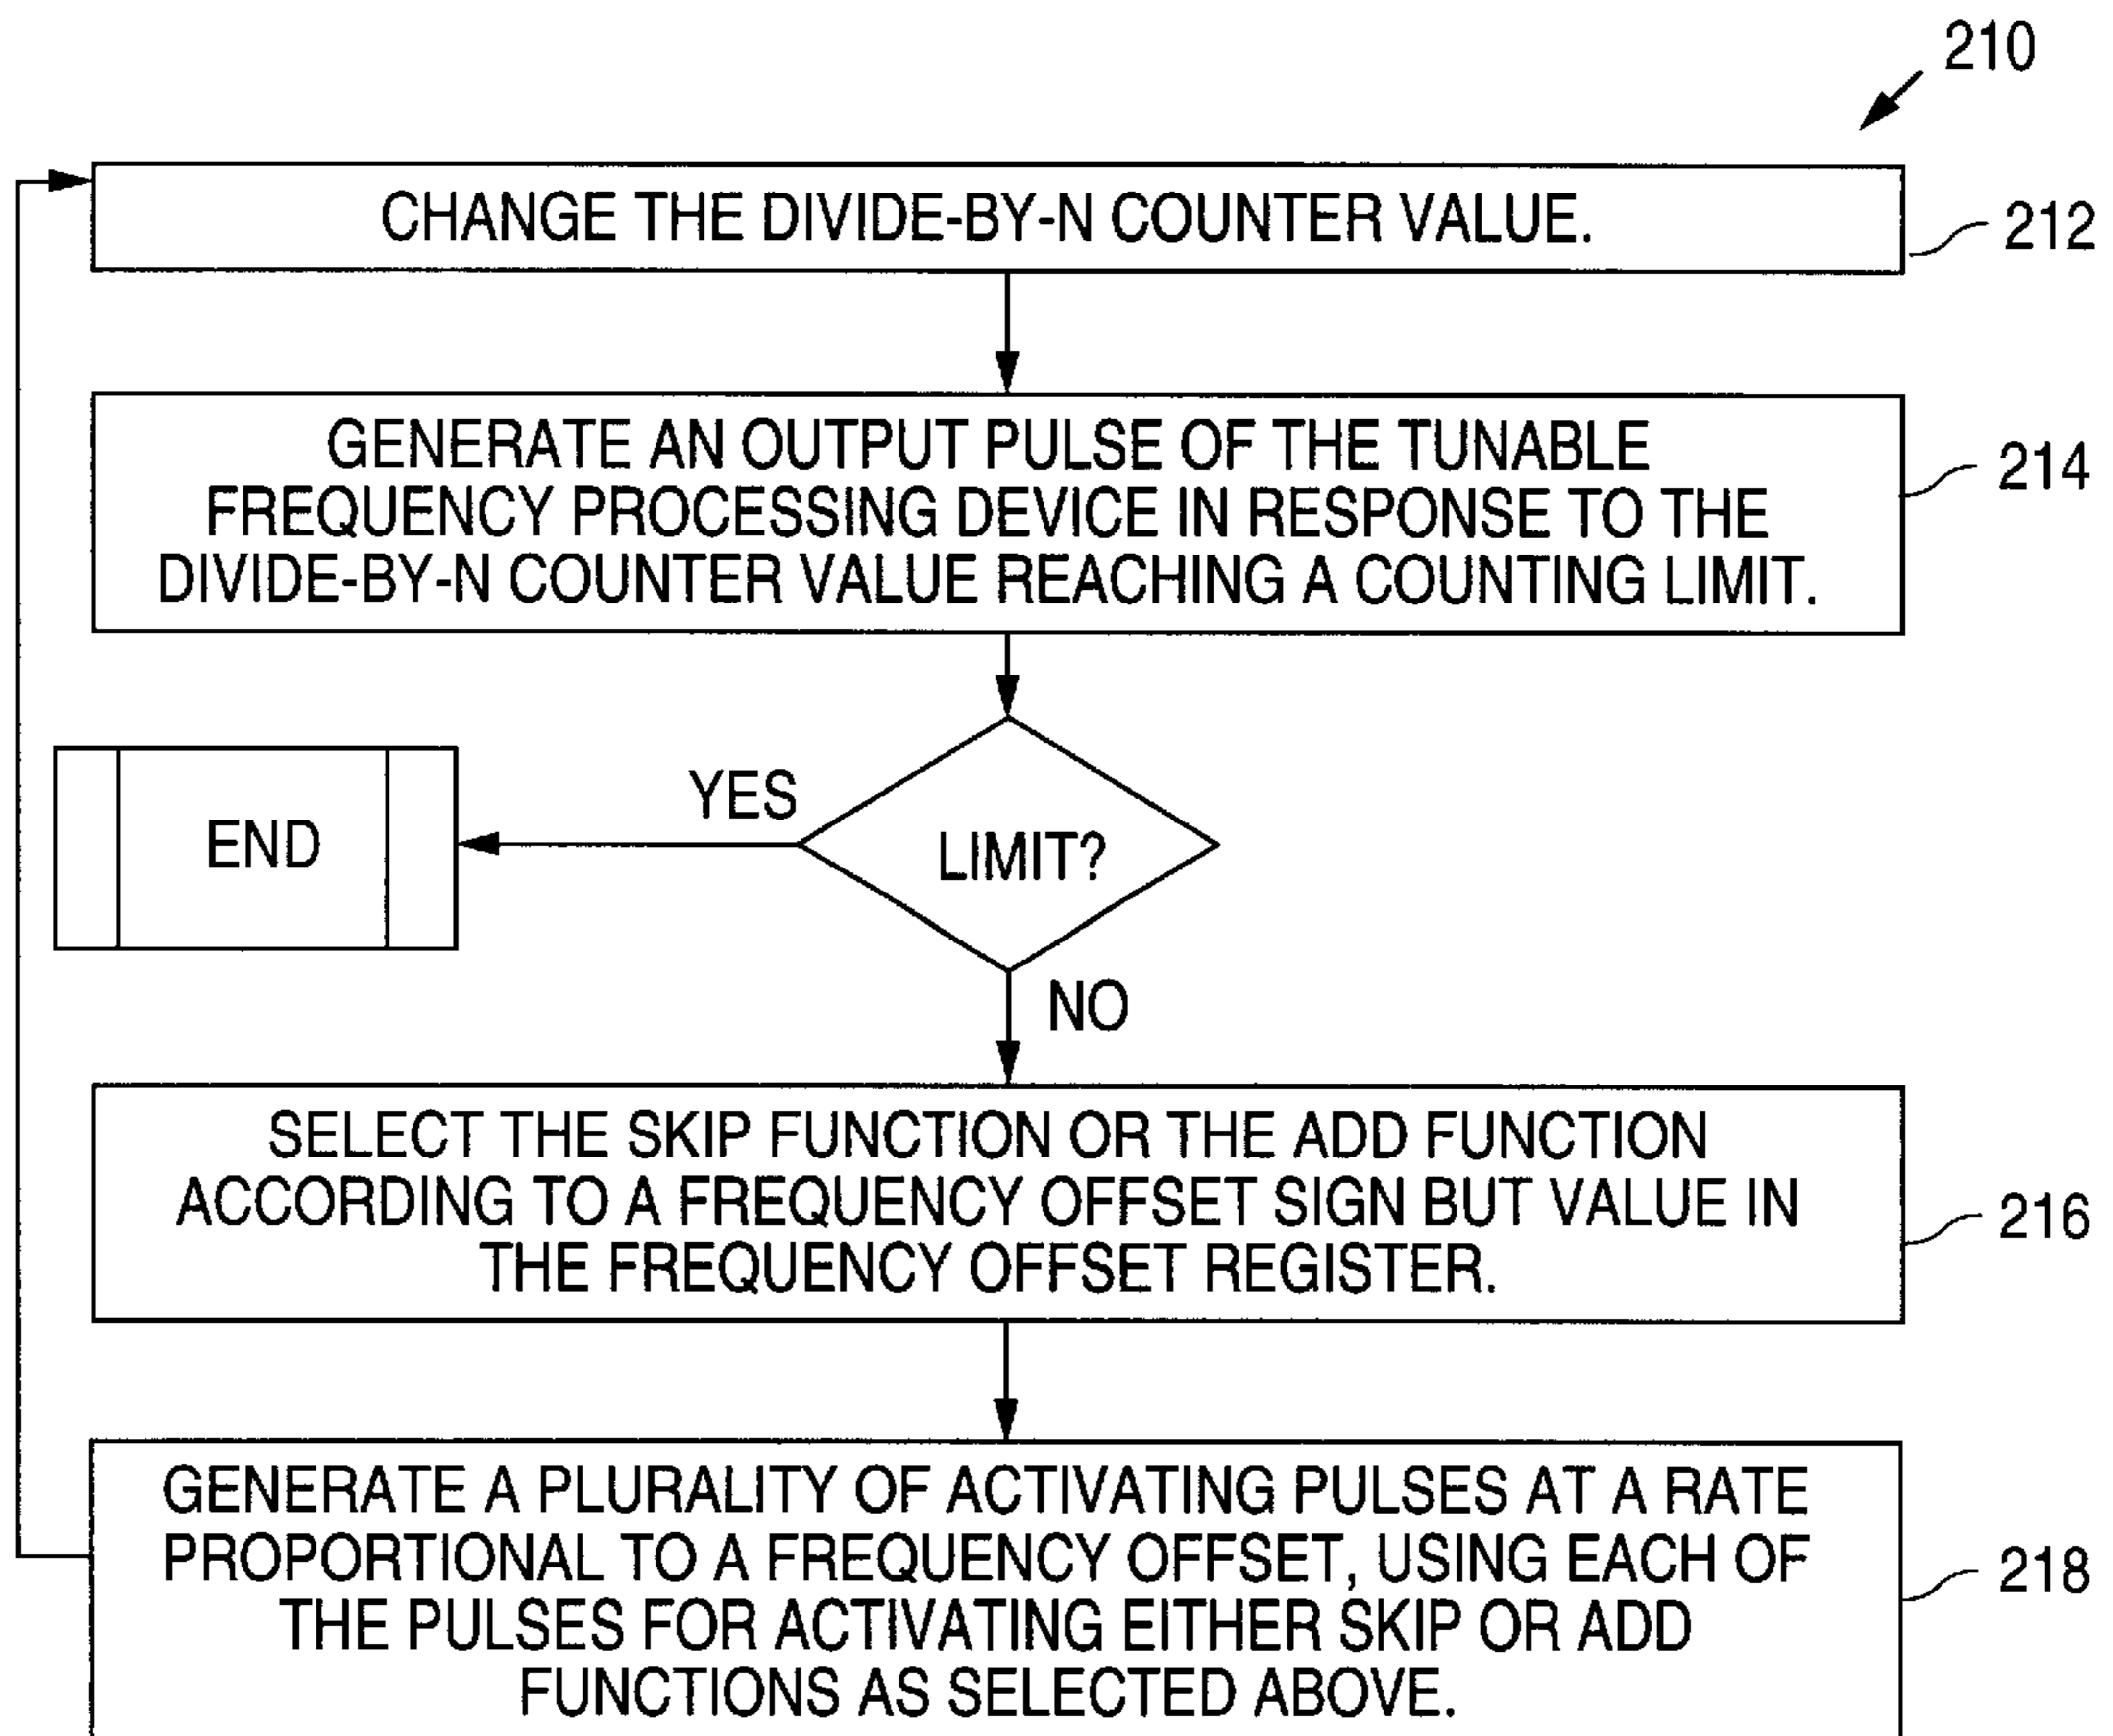 210
CHANGE THE DIVIDE-BY-N COUNTER VALUE.
212
GENERATE AN OUTPUT PULSE OF THE TUNABLE
FREQUENCY PROCESSING DEVICE IN RESPONSE TO THE
DIVIDE-BY-N COUNTER VALUE REACHING A COUNTING LIMIT.
214
YES
END
LIMIT?
NO
SELECT THE SKIP FUNCTION OR THE ADD FUNCTION
ACCORDING TO A FREQUENCY OFFSET SIGN BUT VALUE IN
THE FREQUENCY OFFSET REGISTER.
216
GENERATE A PLURALITY OF ACTIVATING PULSES AT A RATE
PROPORTIONAL TO A FREQUENCY OFFSET, USING EACH OF
THE PULSES FOR ACTIVATING EITHER SKIP OR ADD
FUNCTIONS AS SELECTED ABOVE.
218